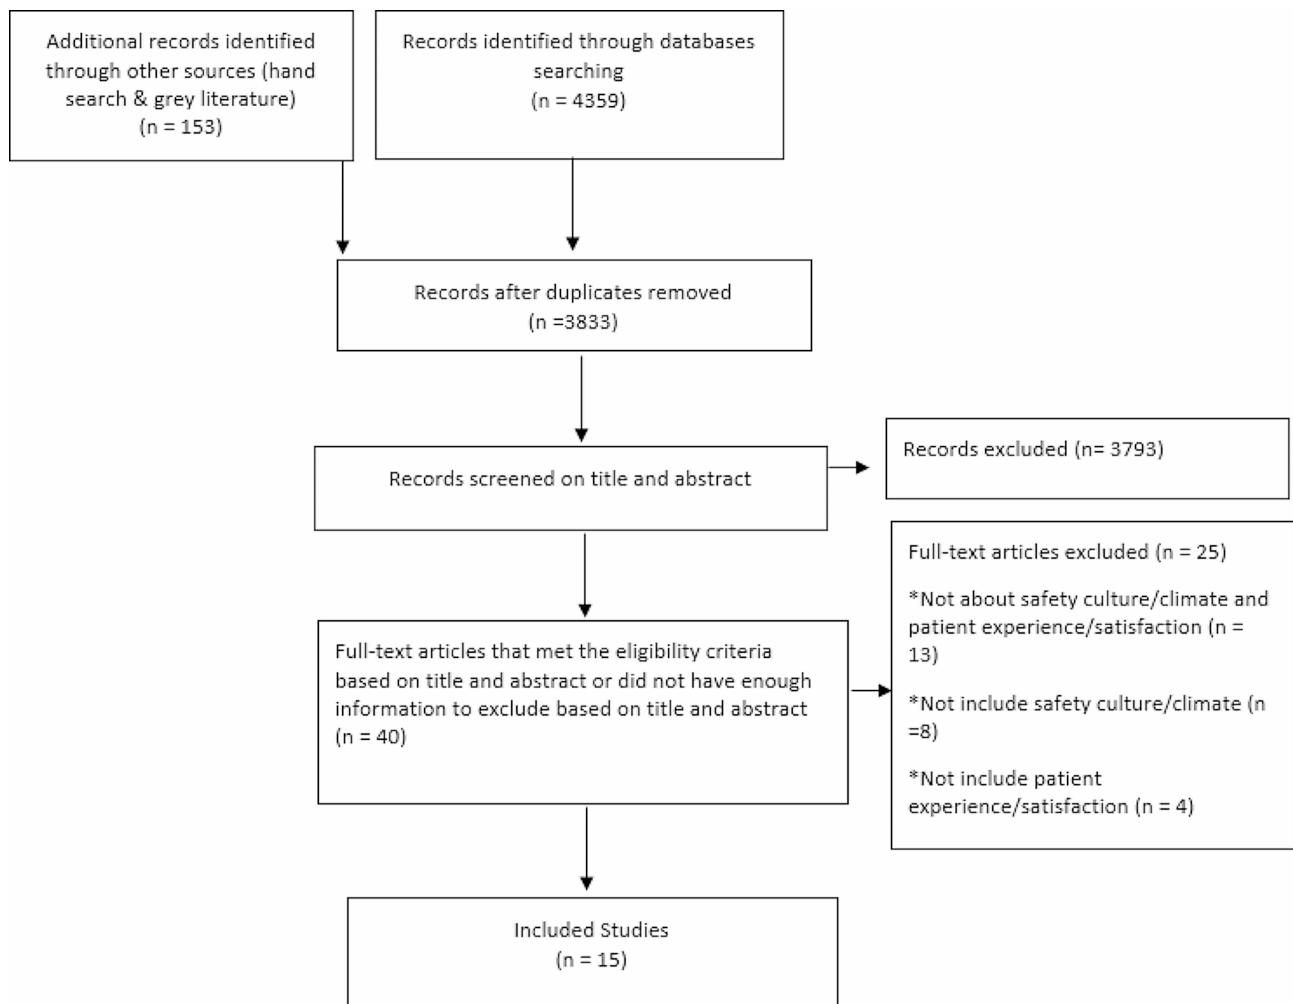 Additional records identified
through other sources (hand
search & grey literature)
(n = 153)
Records identified through databases
searching
(n = 4359)
Records after duplicates removed
(n =3833)
Records screened on title and abstract
Records excluded (n= 3793)
Full-text articles that met the eligibility criteria
based on title and abstract or did not have enough
information to exclude based on title and abstract
(n = 40)
Full-text articles excluded (n = 25)
*Not about safety culture/climate and
patient experience/satisfaction (n =
13)
*Not include safety culture/climate (n
=8)
*Not include patient
experience/satisfaction (n = 4)
Included Studies
(n = 15)